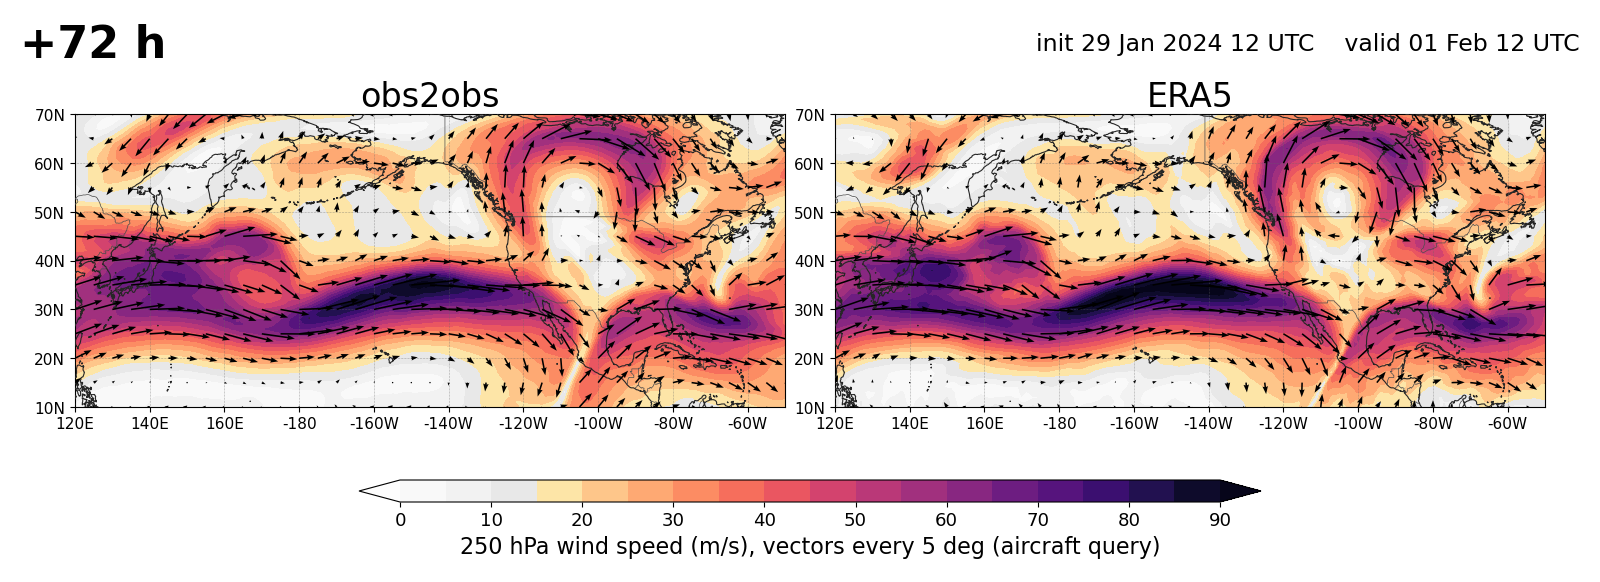 +72 h
init 29 Jan 2024 12 UTC    valid 01 Feb 12 UTC
obs2obs
ERA5
70N
60N
50N
40N
30N
20N
10N
120E 140E 160E -180 -160W -140W -120W -100W -80W -60W
70N
60N
50N
40N
30N
20N
10N
120E 140E 160E -180 -160W -140W -120W -100W -80W -60W
0 10 20 30 40 50 60 70 80 90
250 hPa wind speed (m/s), vectors every 5 deg (aircraft query)